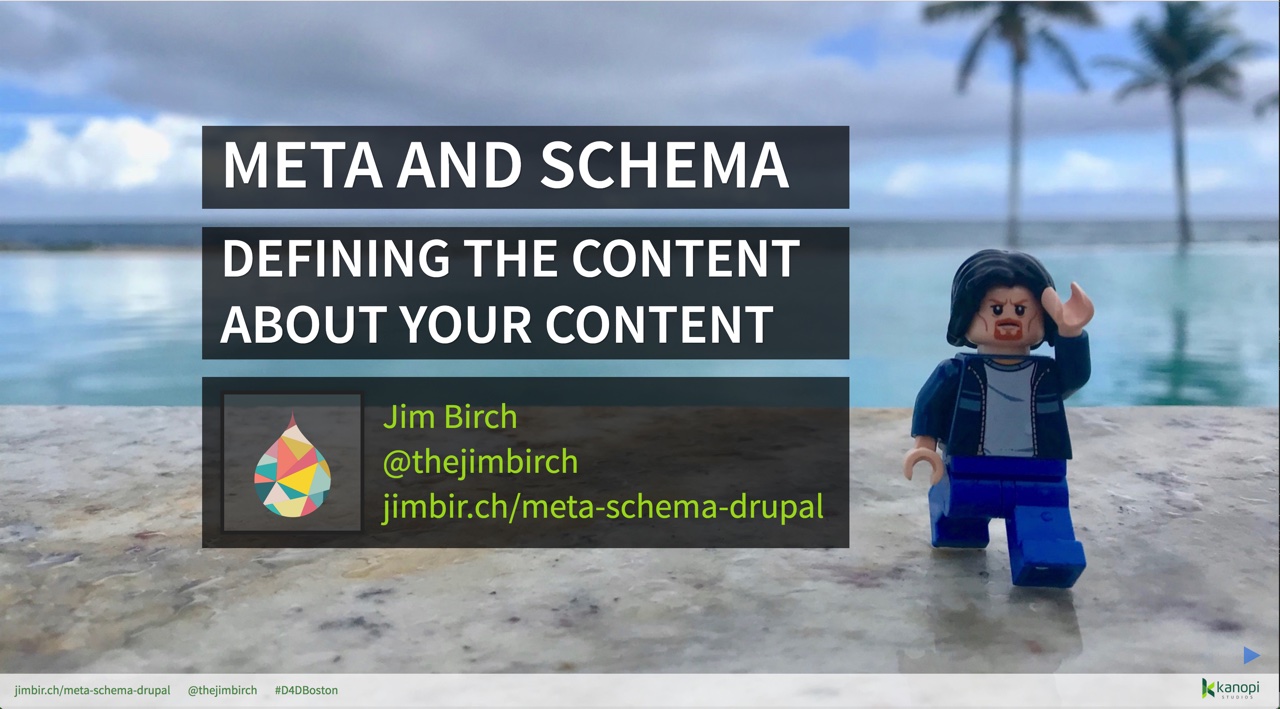 META AND SCHEMA
DEFINING THE CONTENT
ABOUT YOUR CONTENT
Jim Birch
@thejimbirch
jimbir.ch/meta-schema-drupal
jimbir.ch/meta-schema-drupal @thejimbirch #D4DBoston
kanopi
STUDIOS